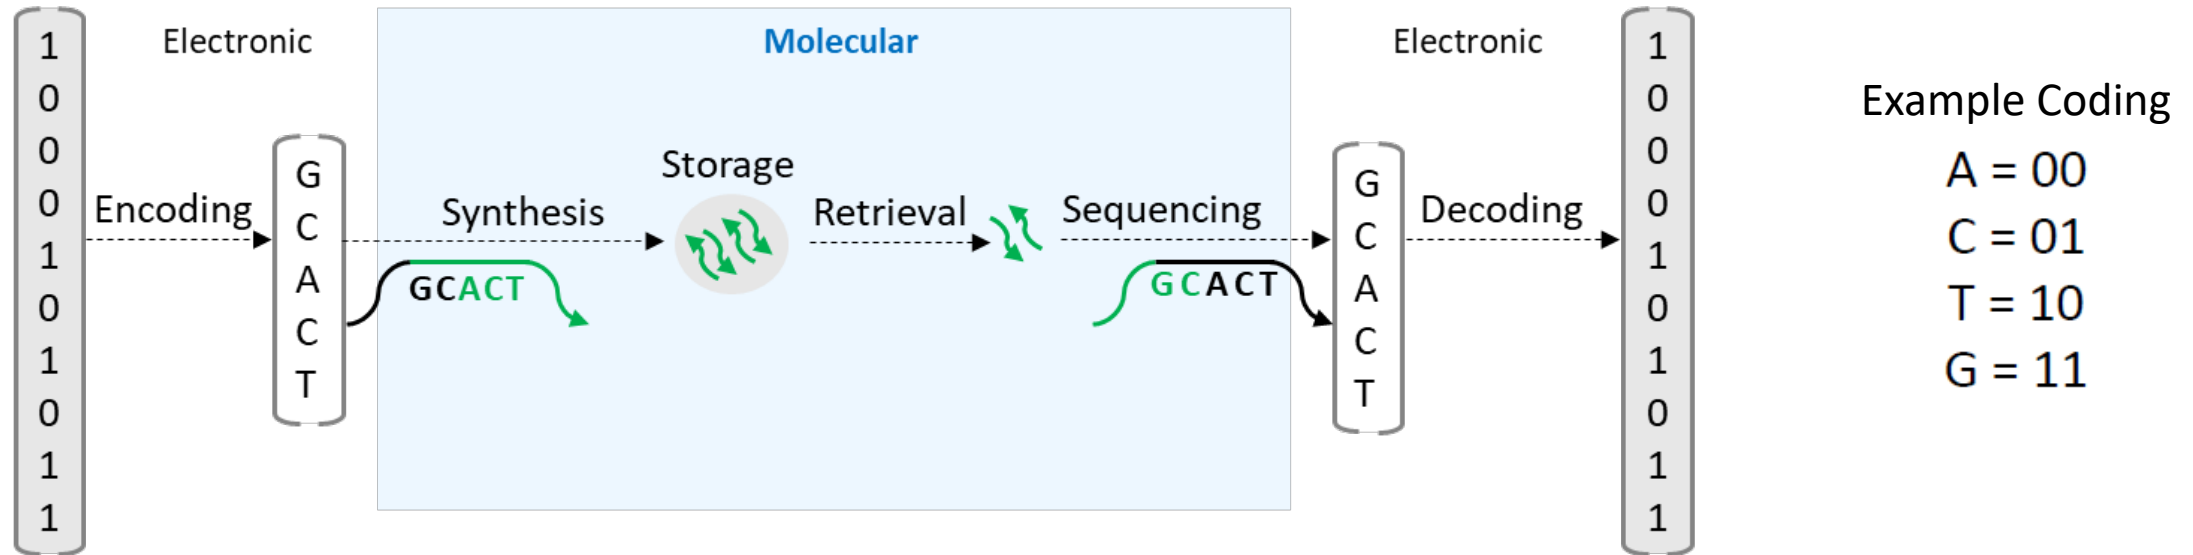 1
0
0
0
1
0
1
0
1
1
Electronic
Encoding
G
C
A
C
T
Molecular
Synthesis
GCACT
Storage
Retrieval
Sequencing
GCACT
Electronic
G
C
A
C
T
Decoding
1
0
0
0
1
0
1
0
1
1
Example Coding
A = 00
C = 01
T = 10
G = 11